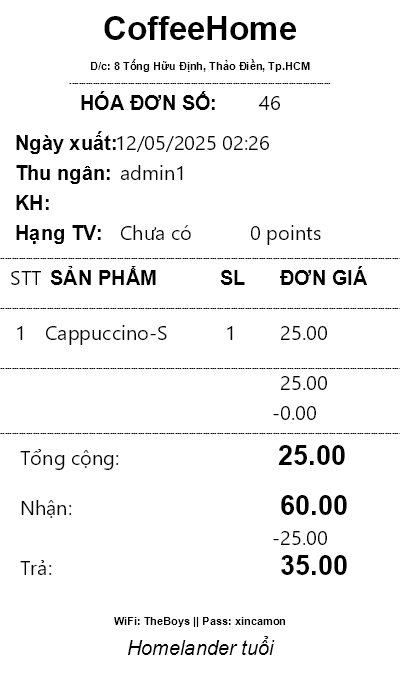 CoffeeHome
D/c: 8 Tống Hữu Định, Thảo Điền, Tp.HCM
HÓA ĐƠN SỐ: 46
Ngày xuất:12/05/2025 02:26
Thu ngân: admin1
KH:
Hạng TV: Chưa có 0 points
STT SẢN PHẨM SL ĐƠN GIÁ
1 Cappuccino-S 1 25.00
25.00
-0.00
Tổng cộng: 25.00
Nhận: 60.00
-25.00
Trả: 35.00
WiFi: TheBoys || Pass: xincamon
Homelander tuổi